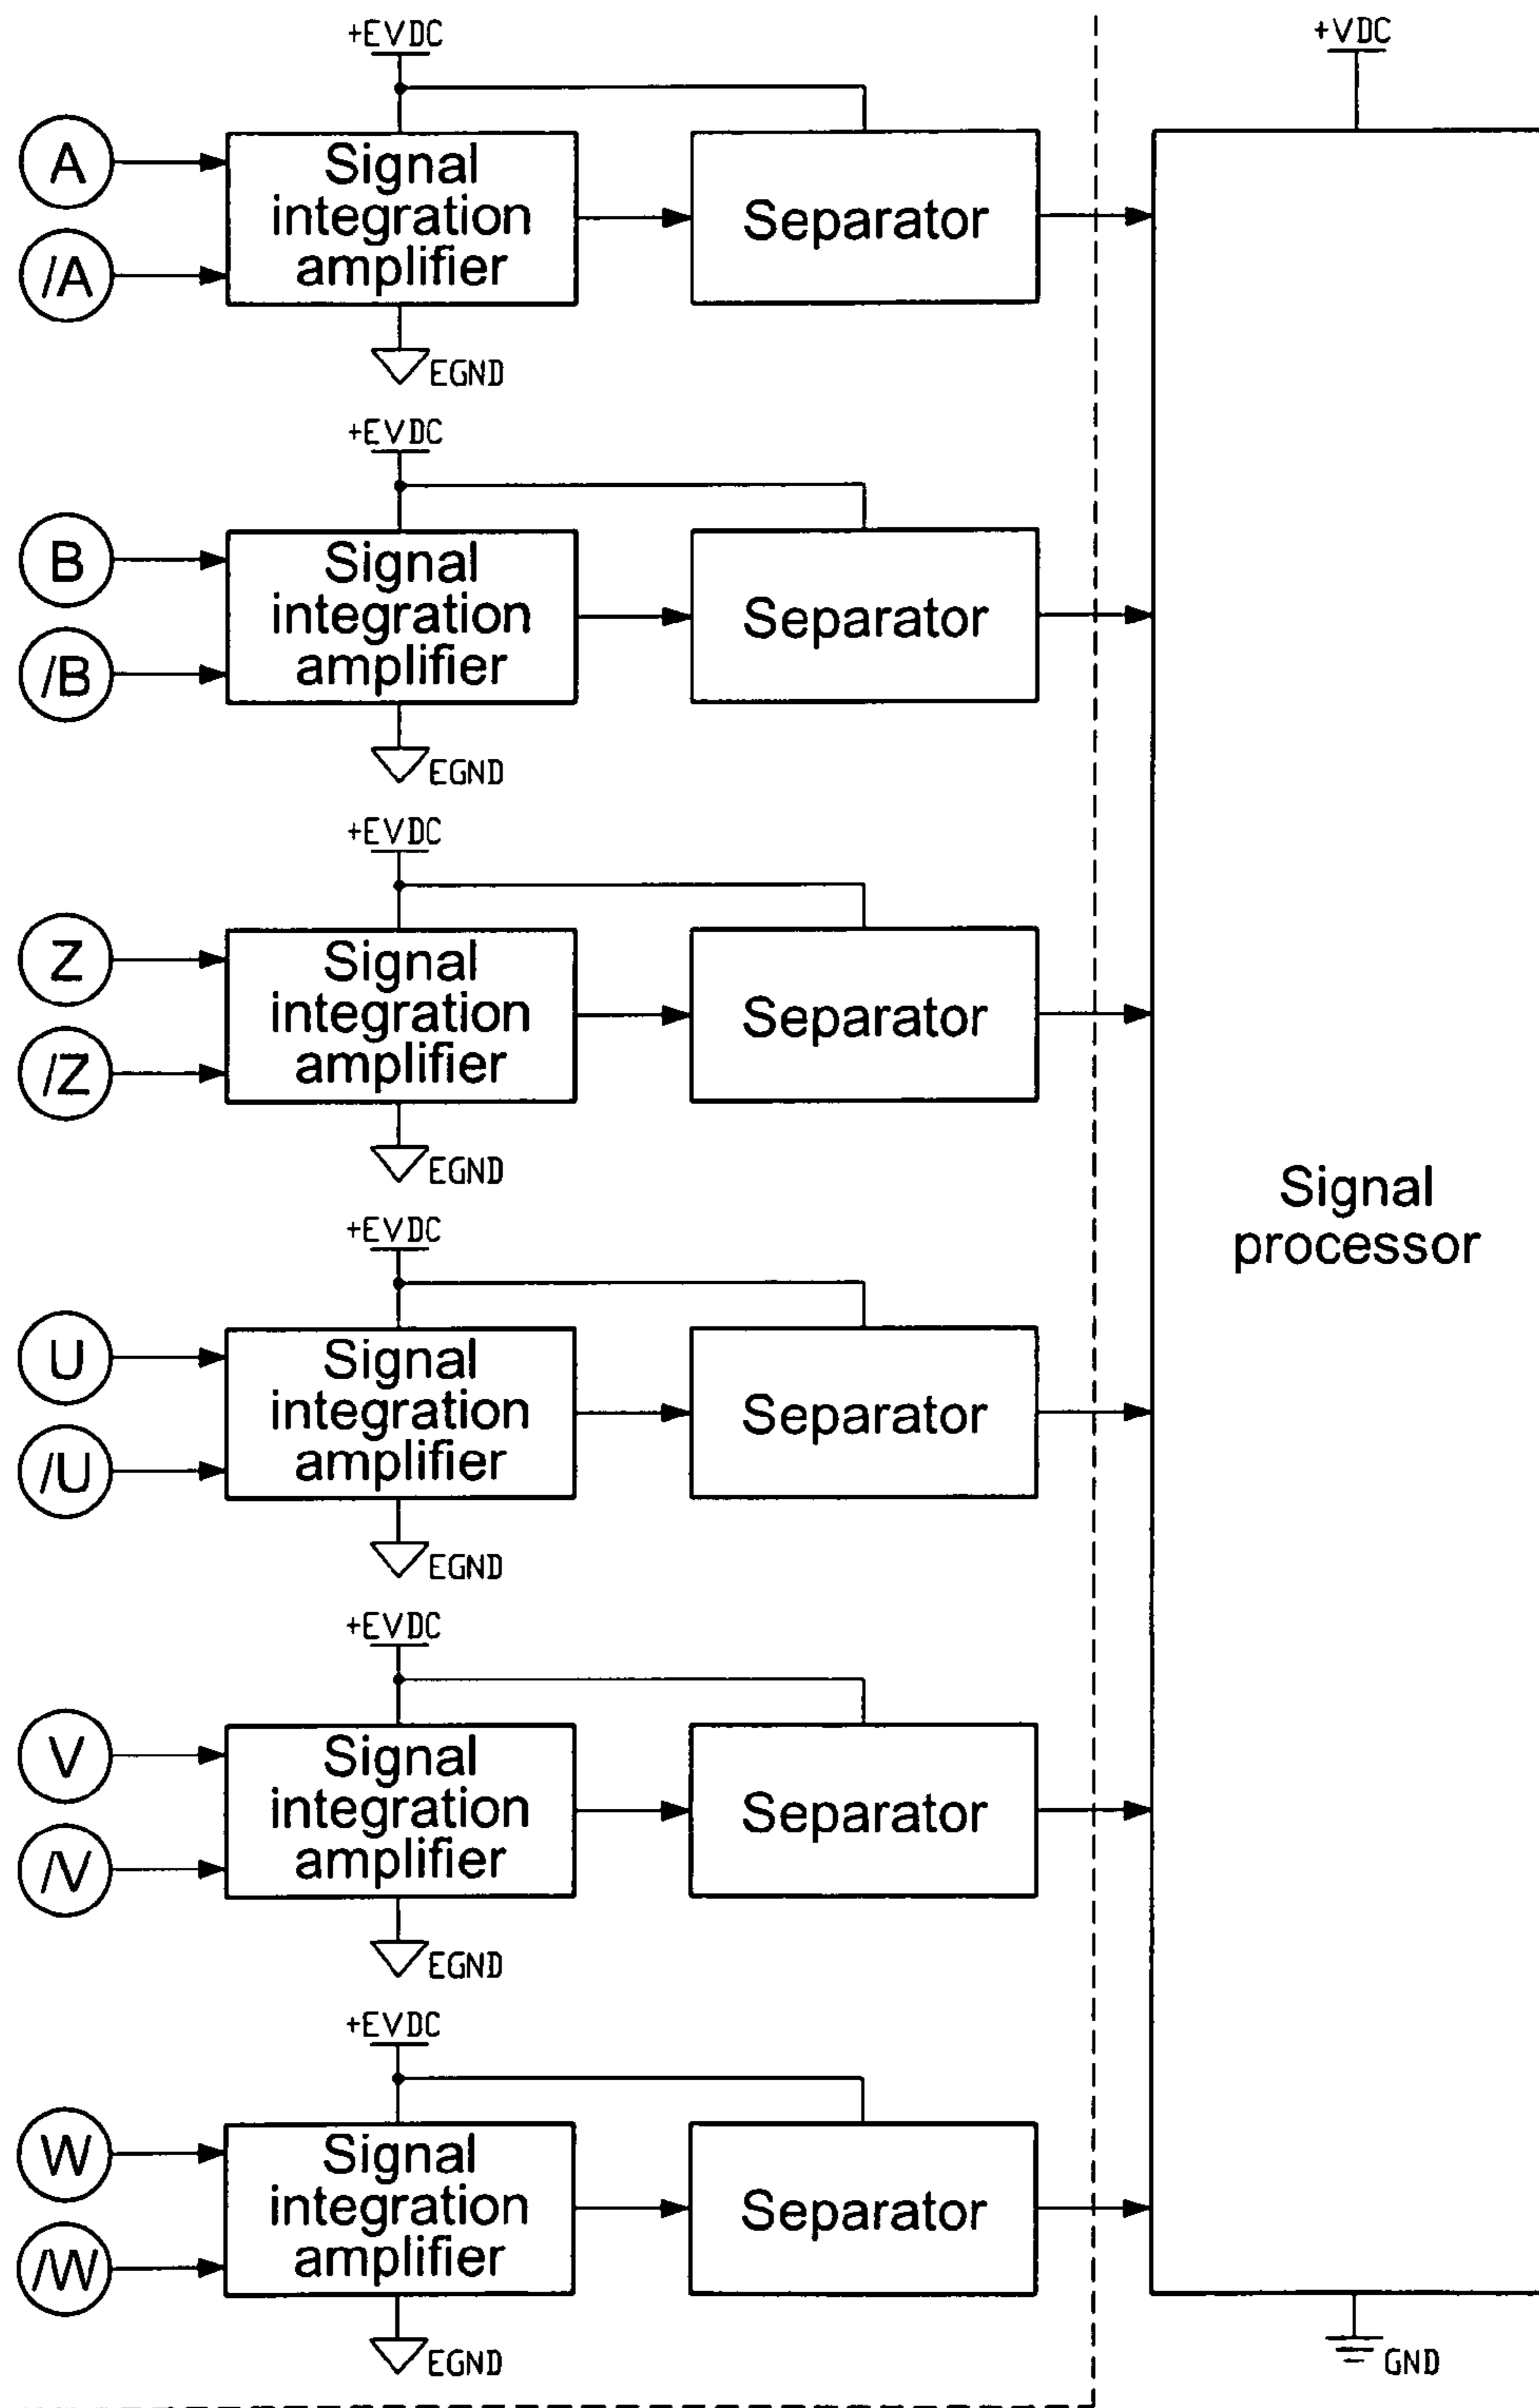 +EVDC
+VDC
A
/A
Signal
integration
amplifier
Separator
EGND
+EVDC
B
/B
Signal
integration
amplifier
Separator
EGND
+EVDC
Z
/Z
Signal
integration
amplifier
Separator
EGND
Signal
processor
+EVDC
U
/U
Signal
integration
amplifier
Separator
EGND
+EVDC
V
/V
Signal
integration
amplifier
Separator
EGND
+EVDC
W
/W
Signal
integration
amplifier
Separator
EGND
GND